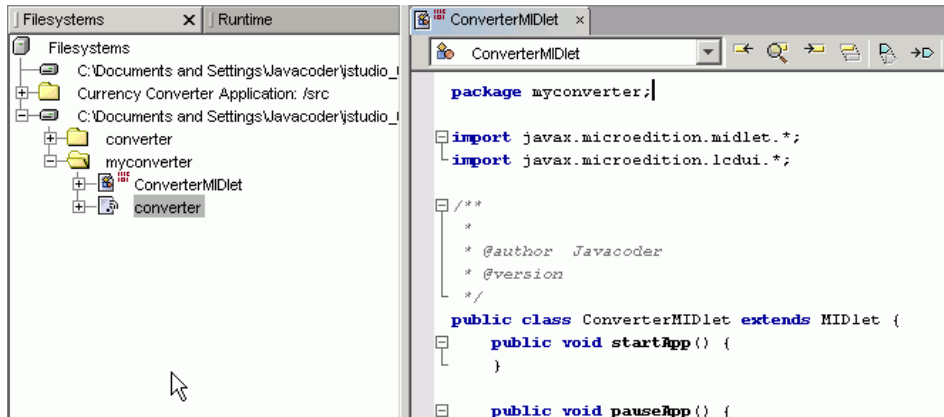 Filesystems
Runtime
Filesystems
C:\Documents and Settings\Javacoder\jstudio_
Currency Converter Application: /src
C:\Documents and Settings\Javacoder\jstudio_
converter
myconverter
ConverterMIDlet
converter
ConverterMIDlet
ConverterMIDlet
package myconverter;
import javax.microedition.midlet.*;
import javax.microedition.lcdui.*;
/**
*
* @author Javacoder
* @version
*/
public class ConverterMIDlet extends MIDlet {
public void startApp() {
}
public void pauseApp() {